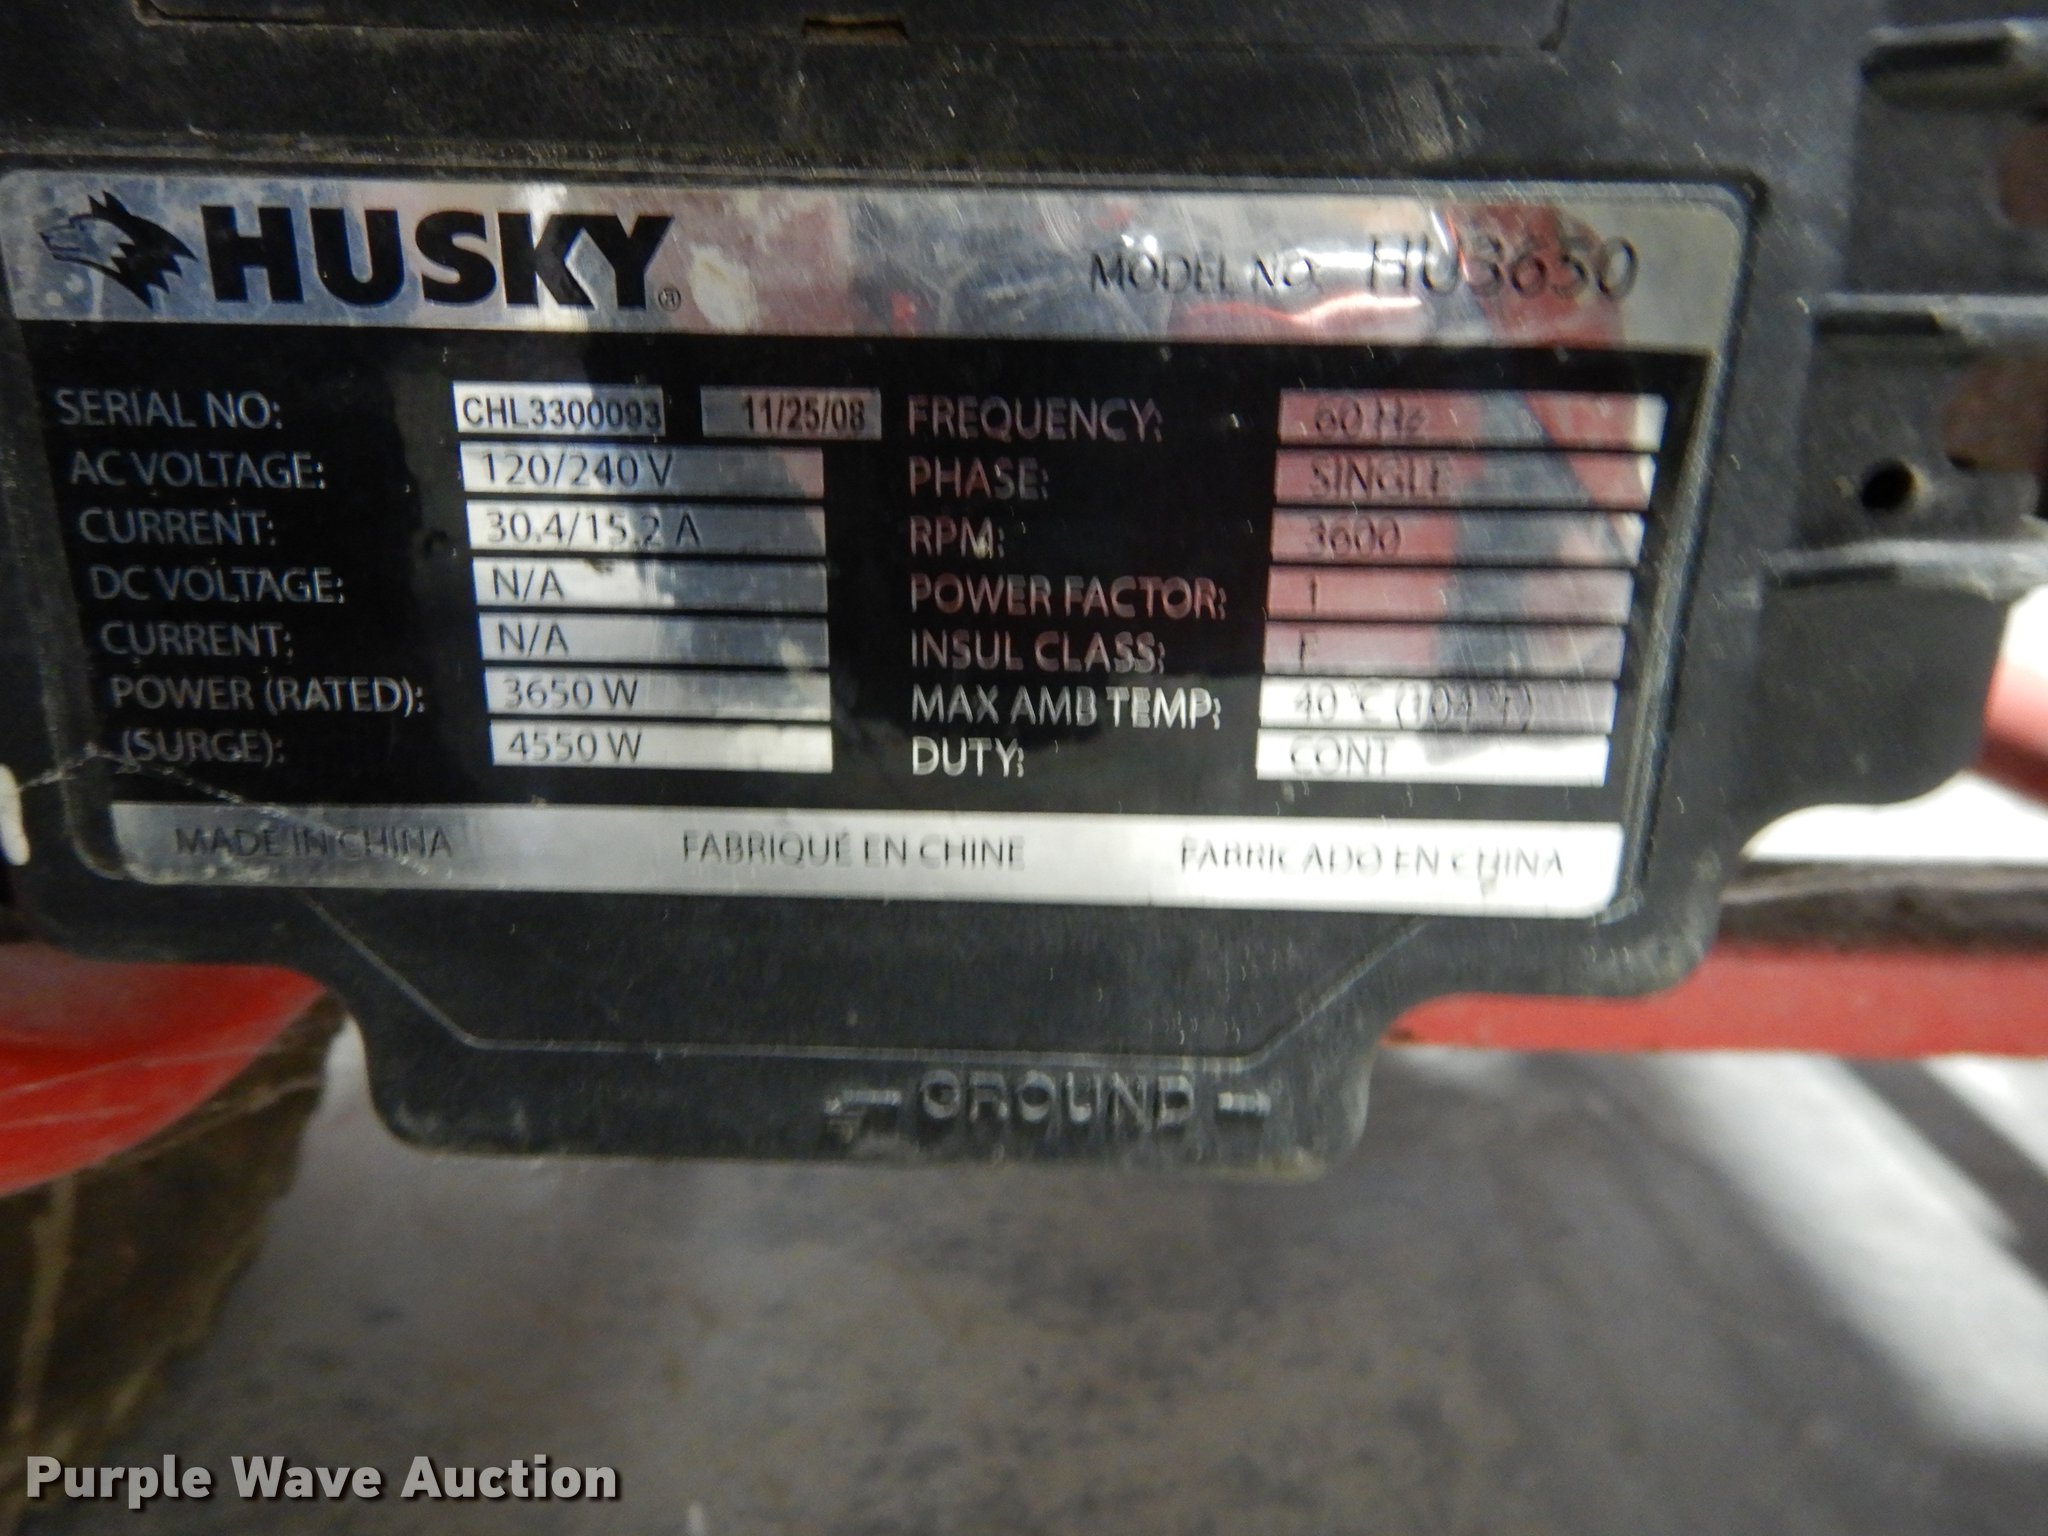 HUSKY®
MODEL NO: HU3650
SERIAL NO: CHL3300093 11/25/08
AC VOLTAGE: 120/240 V
CURRENT: 30.4/15.2 A
DC VOLTAGE: N/A
CURRENT: N/A
POWER (RATED): 3650 W
(SURGE): 4550 W
FREQUENCY: 60 Hz
PHASE: SINGLE
RPM: 3600
POWER FACTOR: 1
INSUL CLASS: F
MAX AMB TEMP: 40 °C (104 °F)
DUTY: CONT
MADE IN CHINA FABRIQUÉ EN CHINE FABRICADO EN CHINA
GROUND
Purple Wave Auction